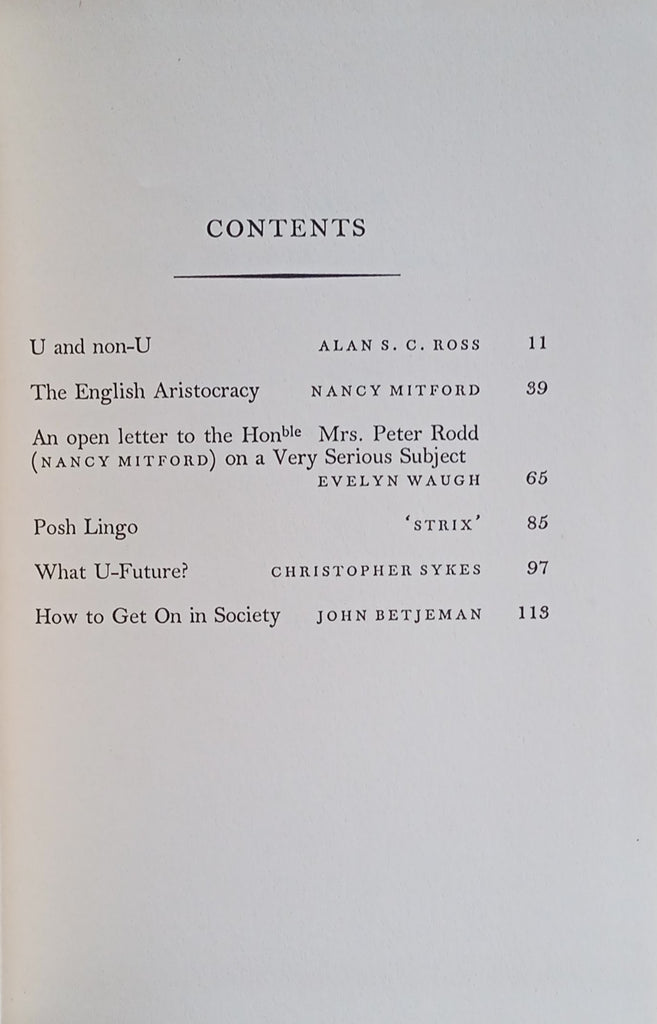 CONTENTS
U and non-U ALAN S. C. ROSS 11
The English Aristocracy NANCY MITFORD 39
An open letter to the Honble Mrs. Peter Rodd
(NANCY MITFORD) on a Very Serious Subject
EVELYN WAUGH 65
Posh Lingo ‘STRIX’ 85
What U-Future? CHRISTOPHER SYKES 97
How to Get On in Society JOHN BETJEMAN 113